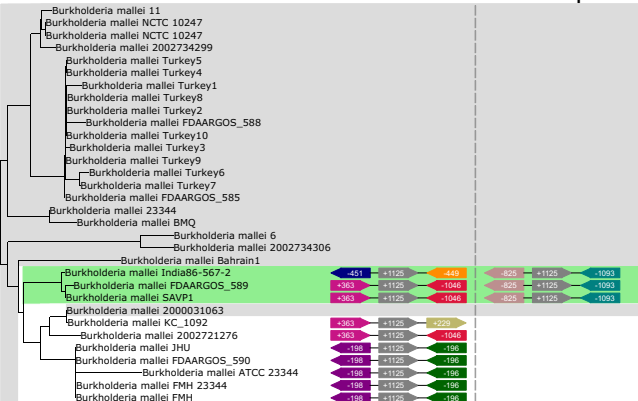 Burkholderia mallei 11
Burkholderia mallei NCTC 10247
Burkholderia mallei NCTC 10247
Burkholderia mallei 2002734299
Burkholderia mallei Turkey5
Burkholderia mallei Turkey4
Burkholderia mallei Turkey1
Burkholderia mallei Turkey8
Burkholderia mallei Turkey2
Burkholderia mallei FDAARGOS_588
Burkholderia mallei Turkey10
Burkholderia mallei Turkey3
Burkholderia mallei Turkey9
Burkholderia mallei Turkey6
Burkholderia mallei Turkey7
Burkholderia mallei FDAARGOS_585
Burkholderia mallei 23344
Burkholderia mallei BMQ
Burkholderia mallei 6
Burkholderia mallei 2002734306
Burkholderia mallei Bahrain1
Burkholderia mallei India86-567-2 -451 +1125 -449 -825 +1125 -1093
Burkholderia mallei FDAARGOS_589 +363 +1125 -1046 -825 +1125 -1093
Burkholderia mallei SAVP1 +363 +1125 -1046 -825 +1125 -1093
Burkholderia mallei 2000031063
Burkholderia mallei KC_1092 +363 +1125 +229
Burkholderia mallei 2002721276 +363 +1125 -1046
Burkholderia mallei JHU -198 +1125 -196
Burkholderia mallei FDAARGOS_590 -198 +1125 -196
Burkholderia mallei ATCC 23344 -198 +1125 -196
Burkholderia mallei FMH 23344 -198 +1125 -196
Burkholderia mallei FMH -198 +1125 -196